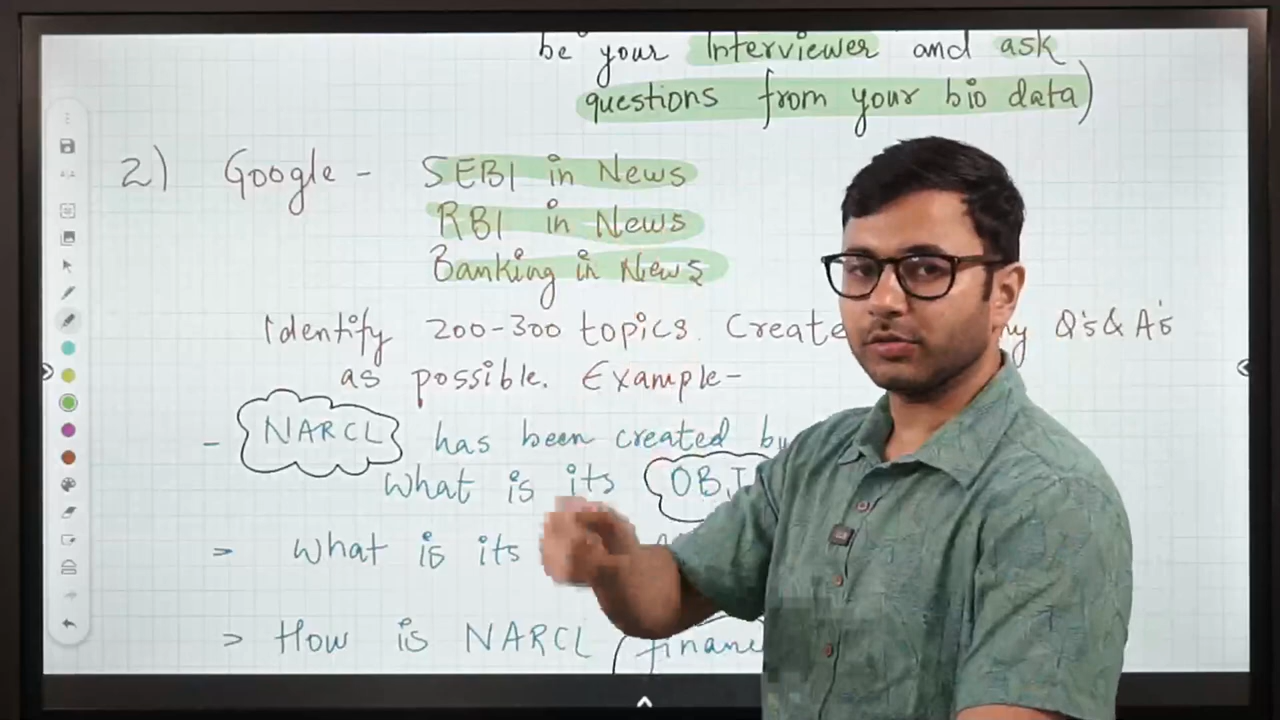 be your Interviewer and ask
questions from your bio data)
2) Google - SEBI in News
RBI in News
Banking in News
Identify 200-300 topics. Create Q's & A's
as possible. Example-
- NARCL has been created
What is its
> What is its
> How is NARCL